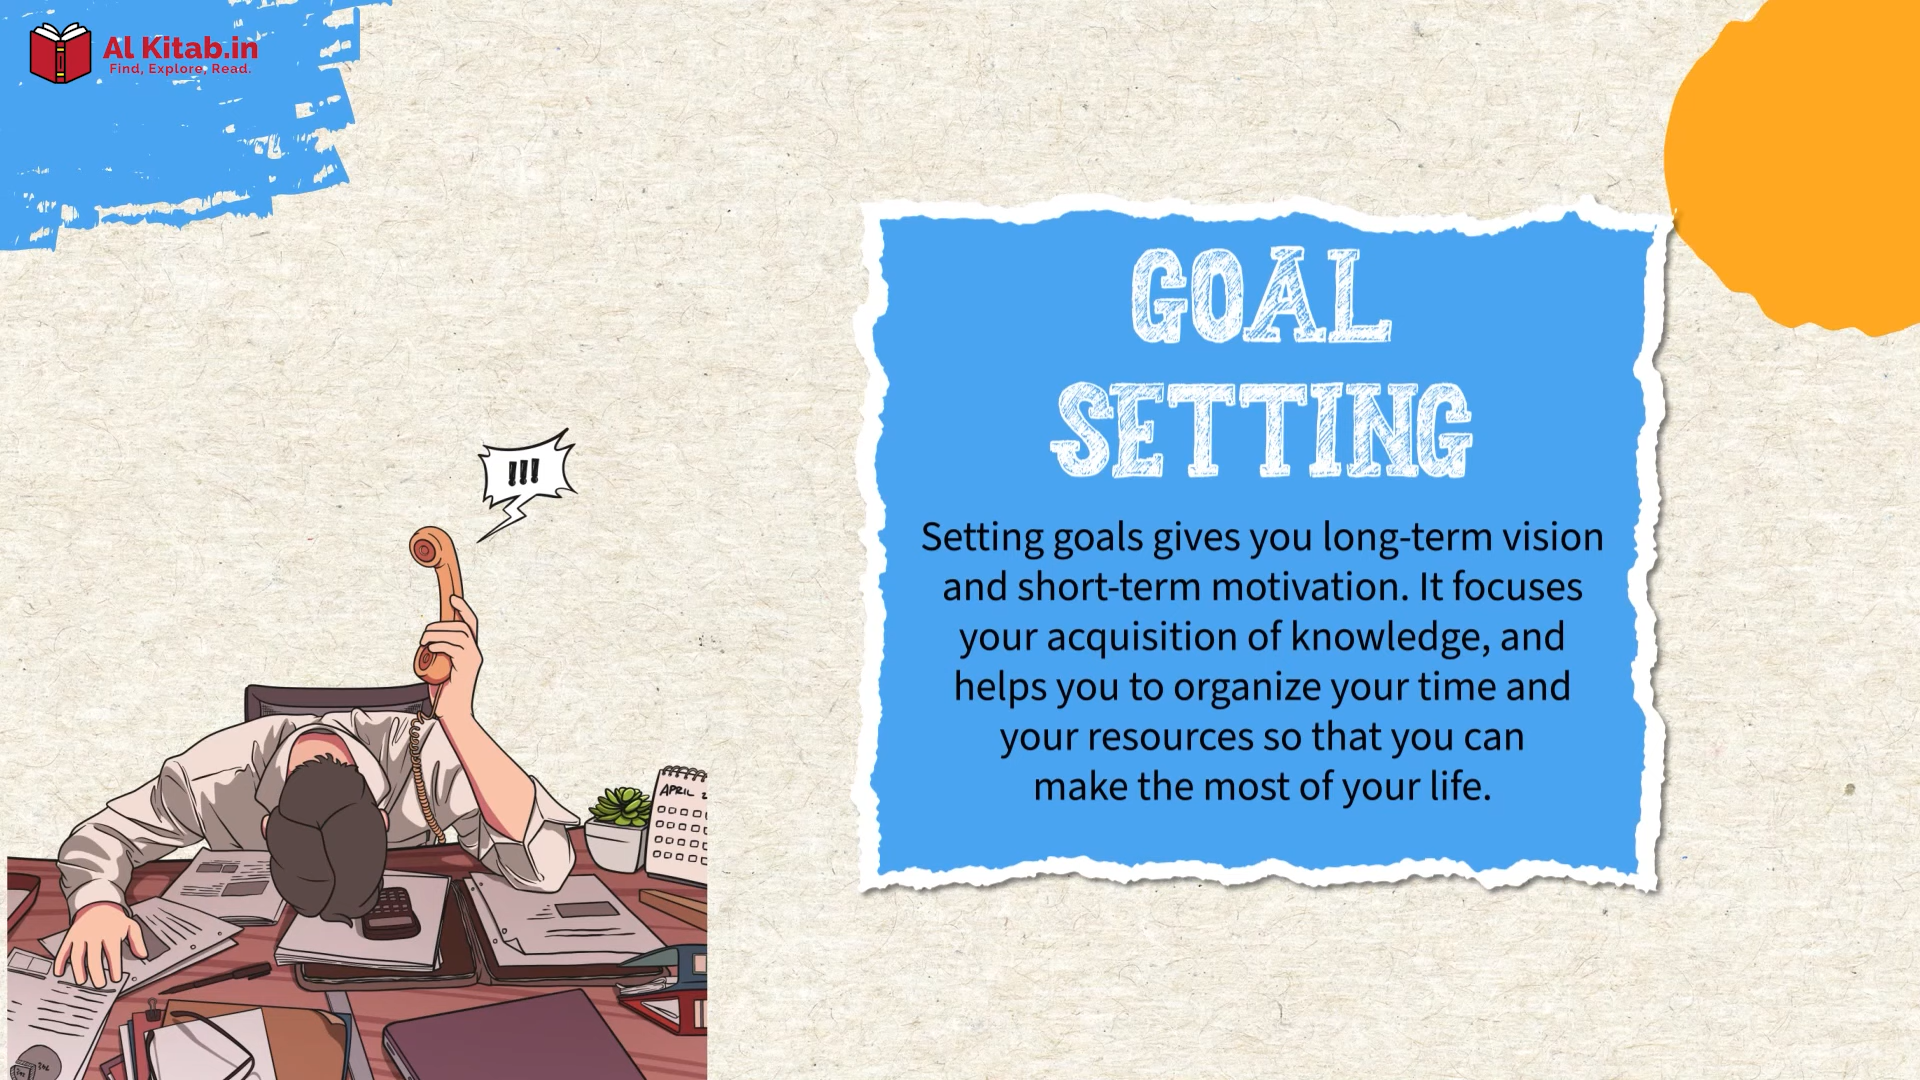 Al Kitab.in
Find, Explore, Read.
GOAL
SETTING
Setting goals gives you long-term vision
and short-term motivation. It focuses
your acquisition of knowledge, and
helps you to organize your time and
your resources so that you can
make the most of your life.
!!!
APRIL